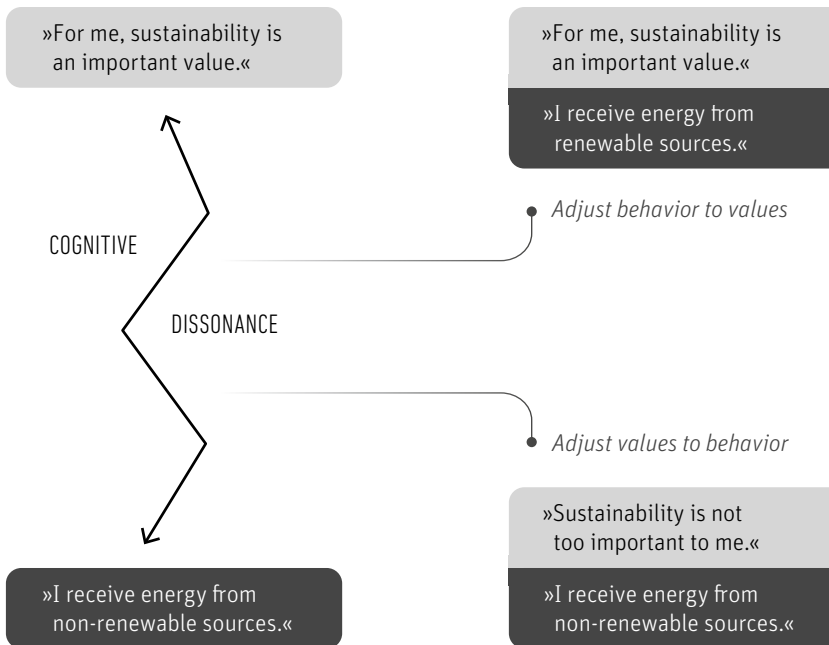 »For me, sustainability is
an important value.«
COGNITIVE
DISSONANCE
»I receive energy from
non-renewable sources.«
»For me, sustainability is
an important value.«
»I receive energy from
renewable sources.«
Adjust behavior to values
Adjust values to behavior
»Sustainability is not
too important to me.«
»I receive energy from
non-renewable sources.«